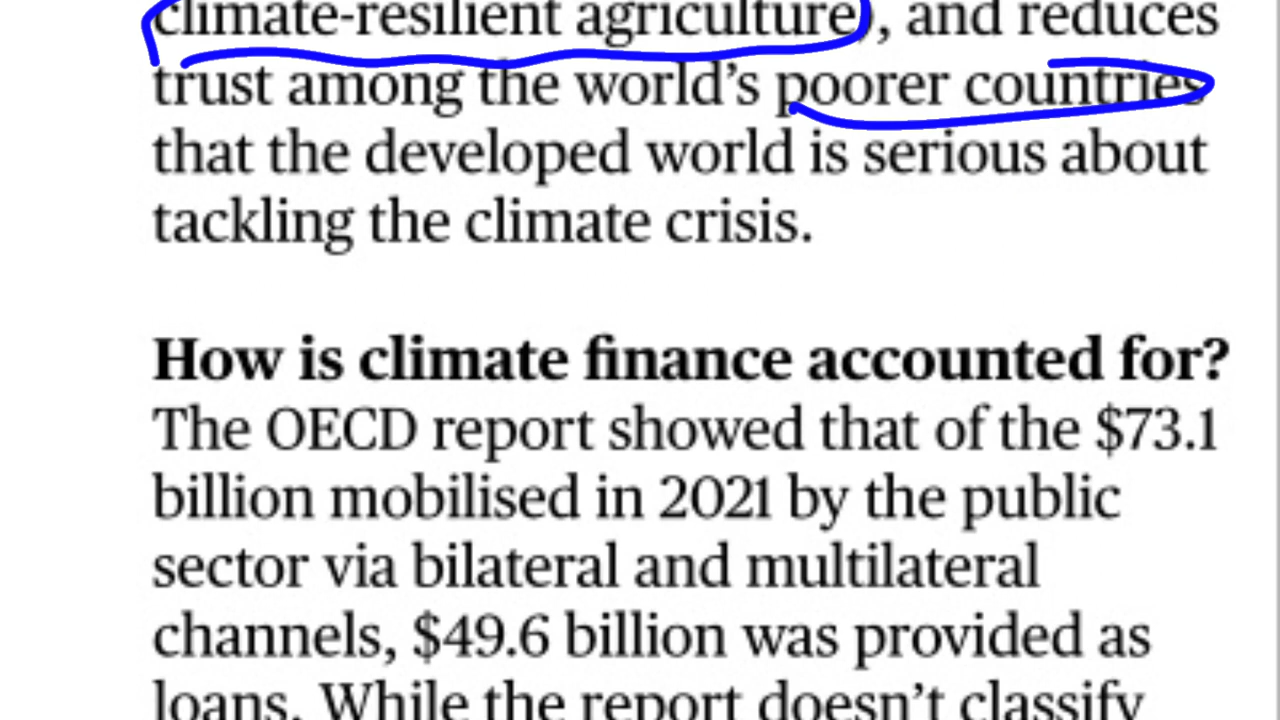 climate-resilient agriculture), and reduces
trust among the world’s poorer countries
that the developed world is serious about
tackling the climate crisis.
How is climate finance accounted for?
The OECD report showed that of the $73.1
billion mobilised in 2021 by the public
sector via bilateral and multilateral
channels, $49.6 billion was provided as
loans. While the report doesn’t classify